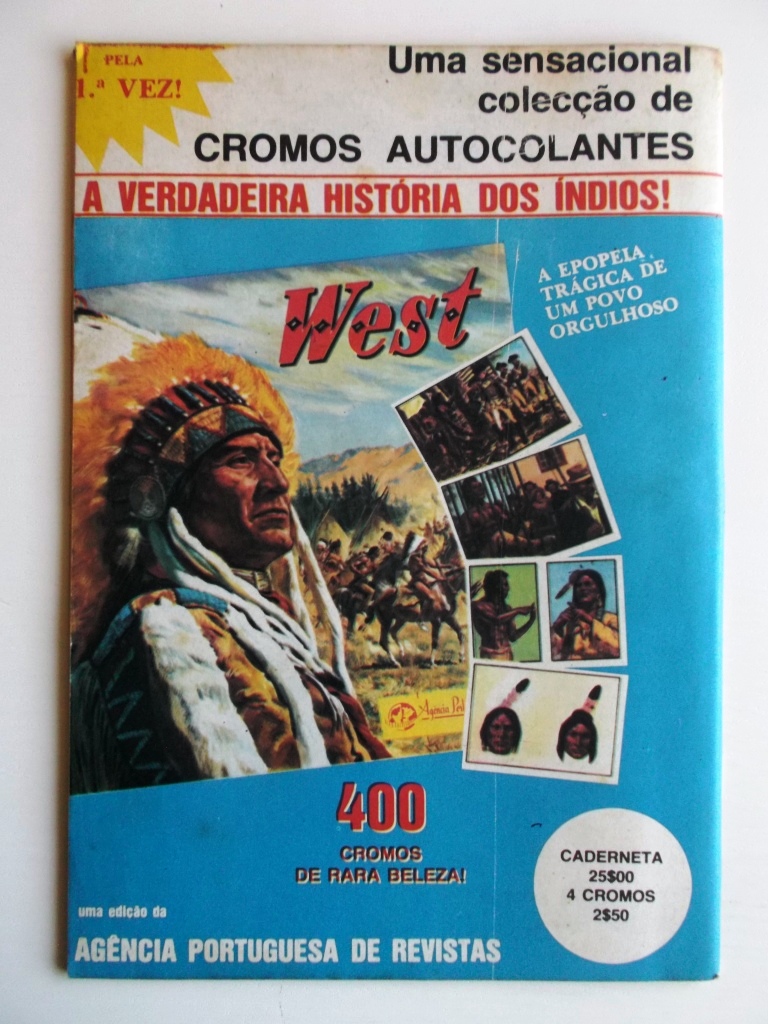 PELA
1.ª VEZ!
Uma sensacional
colecção de
CROMOS AUTOCOLANTES
A VERDADEIRA HISTÓRIA DOS ÍNDIOS!
A EPOPEIA
TRÁGICA DE
UM POVO
ORGULHOSO
West
Agência
400
CROMOS
DE RARA BELEZA!
CADERNETA
25$00
4 CROMOS
2$50
uma edição da
AGÊNCIA PORTUGUESA DE REVISTAS